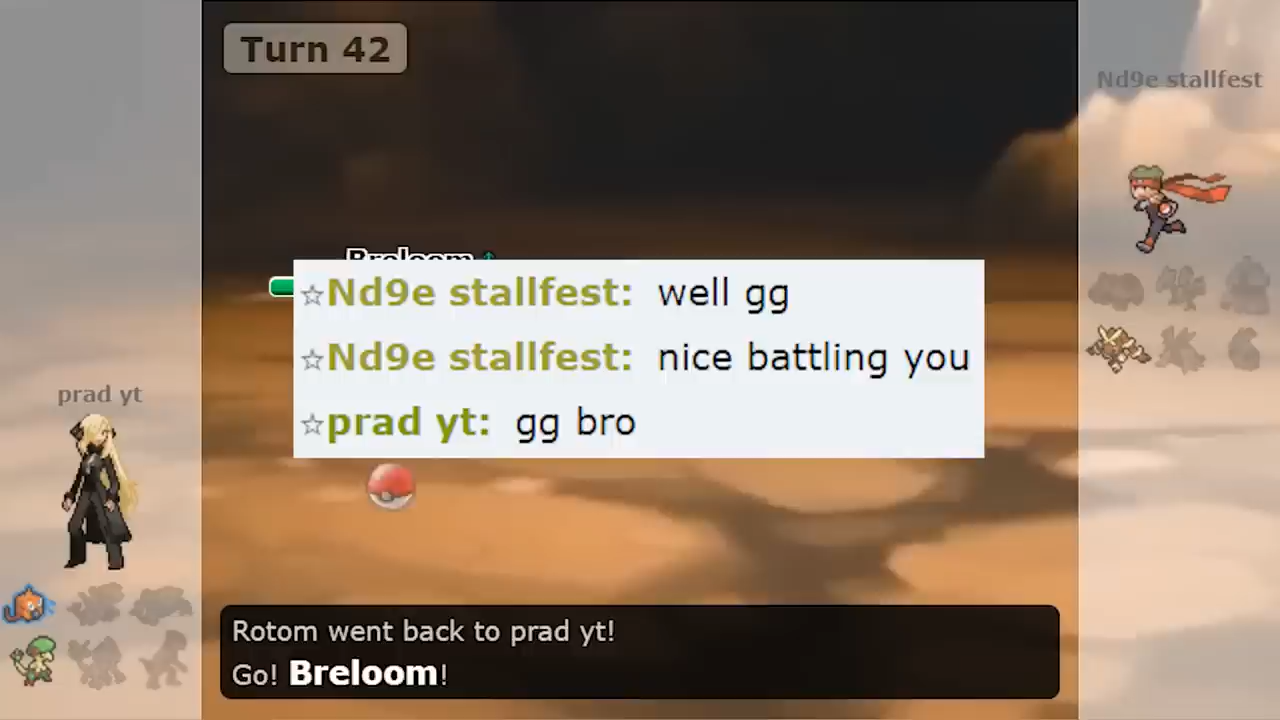 Turn 42
Nd9e stallfest
Breloom
☆Nd9e stallfest: well gg
☆Nd9e stallfest: nice battling you
☆prad yt: gg bro
prad yt
Rotom went back to prad yt!
Go! Breloom!